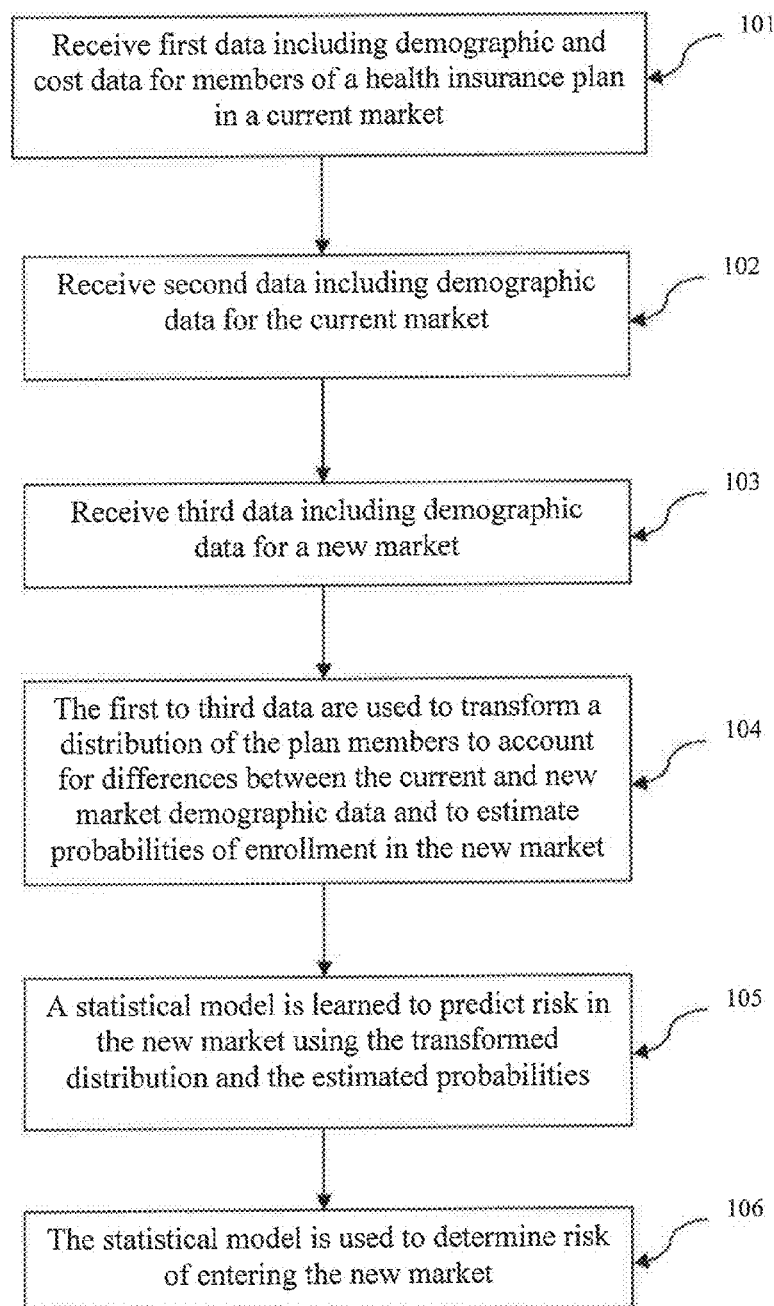 Receive first data including demographic and
cost data for members of a health insurance plan
in a current market
101
Receive second data including demographic
data for the current market
102
Receive third data including demographic
data for a new market
103
The first to third data are used to transform a
distribution of the plan members to account
for differences between the current and new
market demographic data and to estimate
probabilities of enrollment in the new market
104
A statistical model is learned to predict risk in
the new market using the transformed
distribution and the estimated probabilities
105
The statistical model is used to determine risk
of entering the new market
106